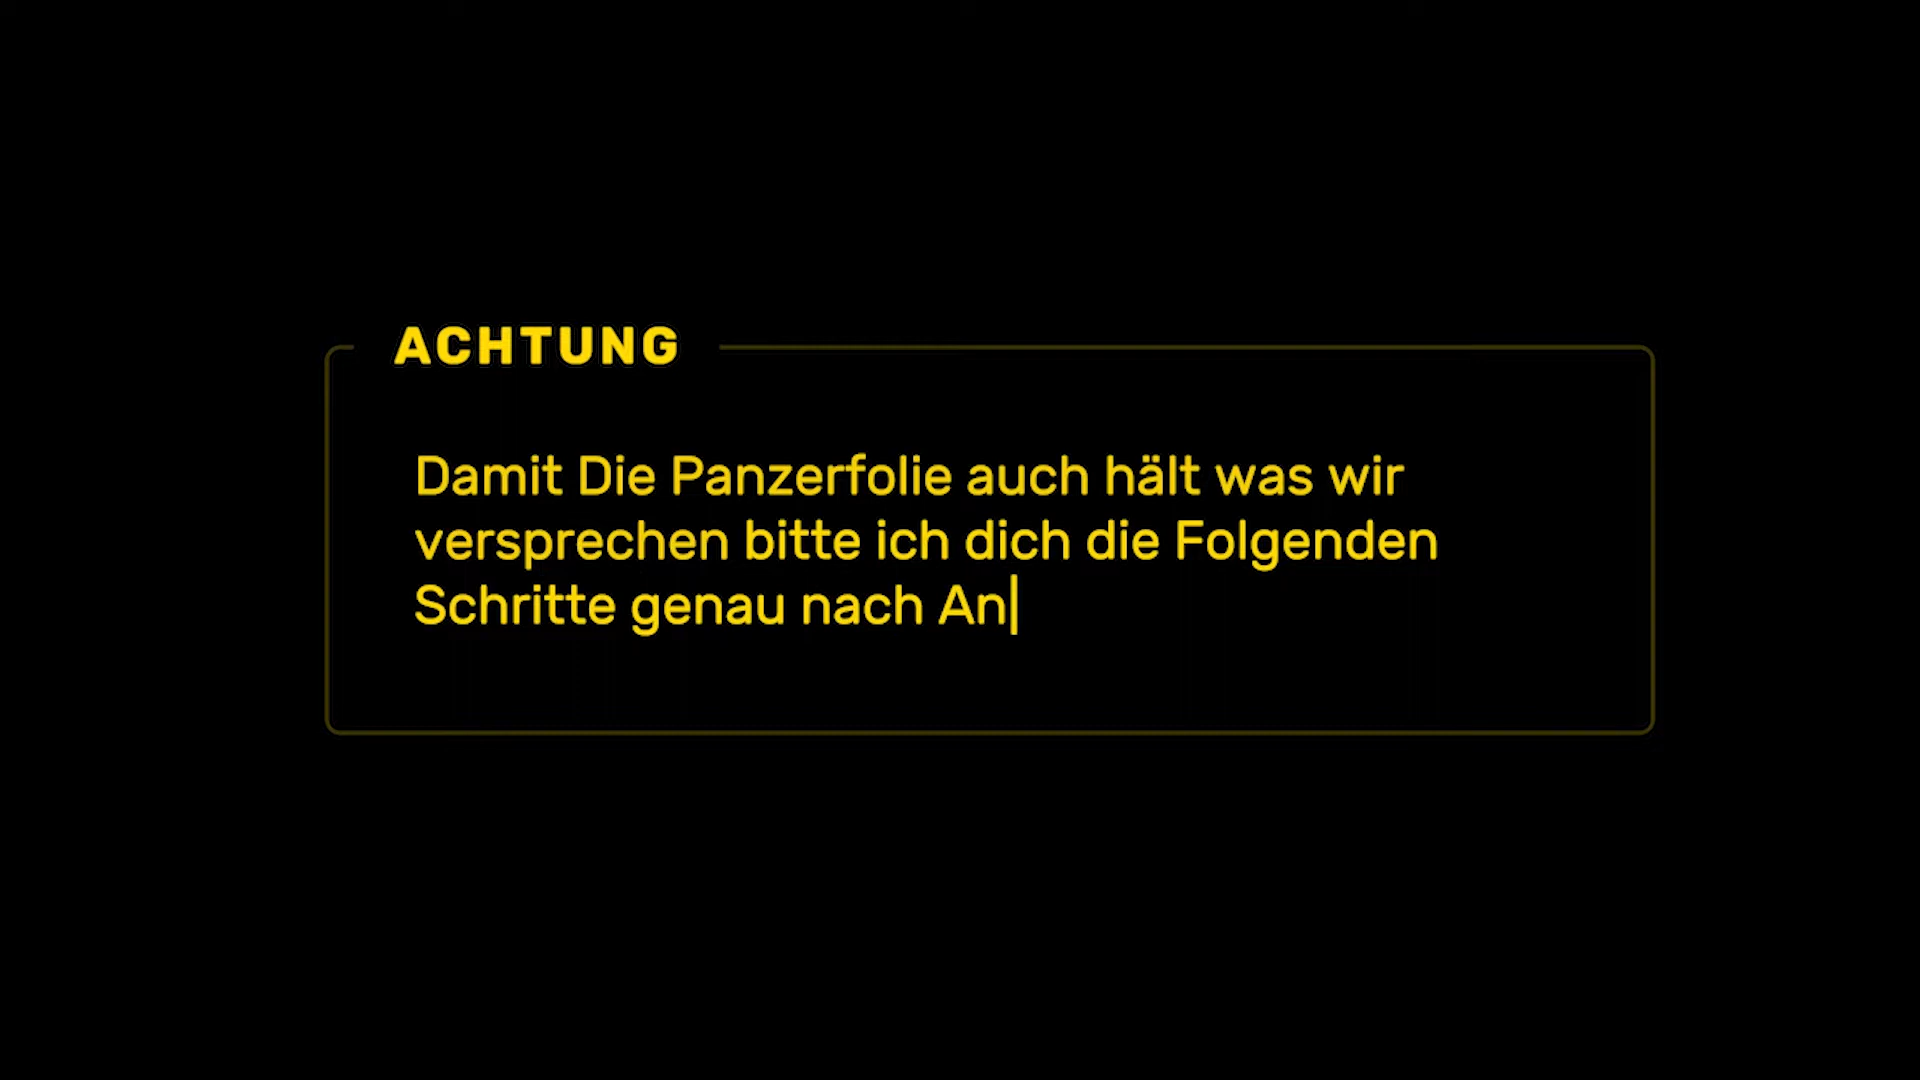 ACHTUNG
Damit Die Panzerfolie auch hält was wir
versprechen bitte ich dich die Folgenden
Schritte genau nach An